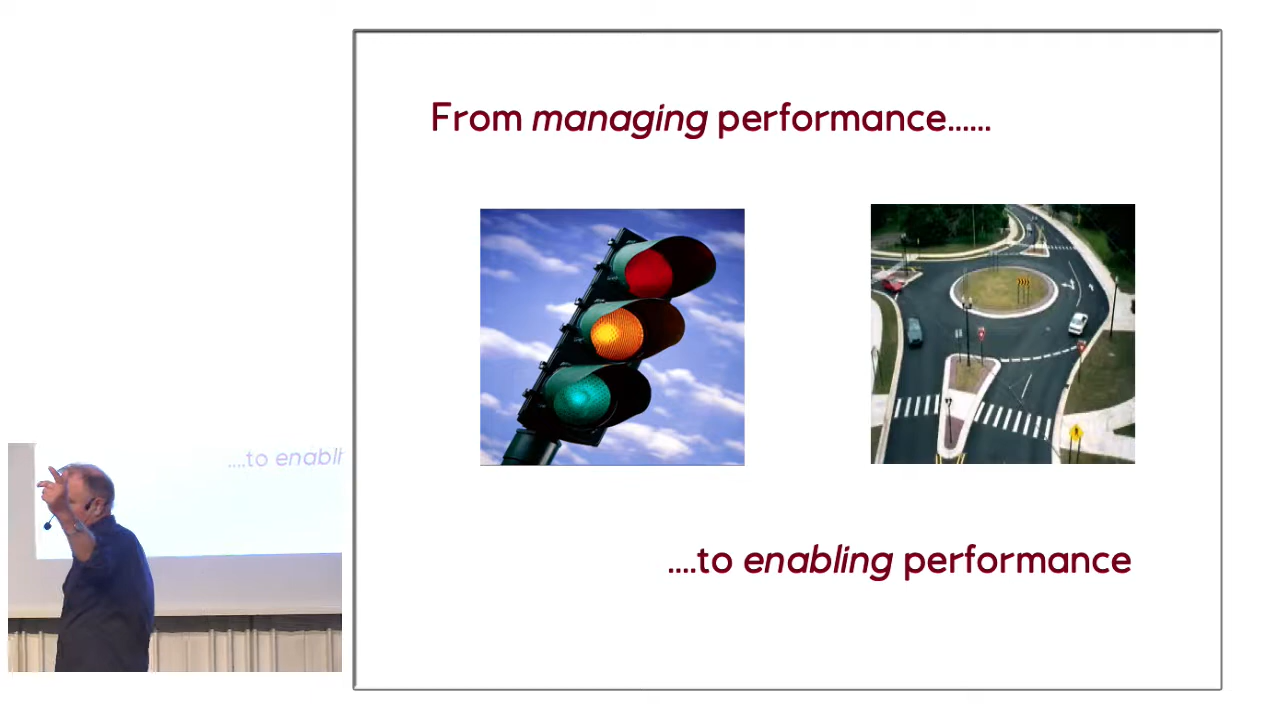 From managing performance......
....to enabling performance
....to enabli